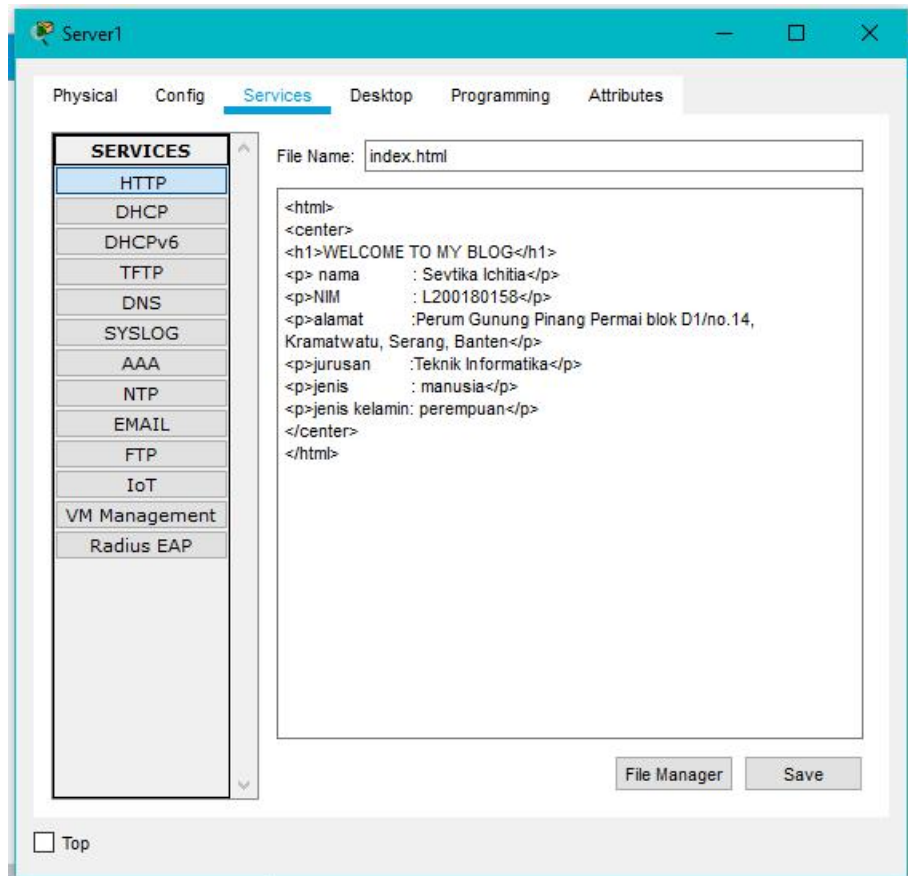 Server1
Physical Config Services Desktop Programming Attributes
SERVICES
HTTP
DHCP
DHCPv6
TFTP
DNS
SYSLOG
AAA
NTP
EMAIL
FTP
IoT
VM Management
Radius EAP
File Name: index.html
<html>
<center>
<h1>WELCOME TO MY BLOG</h1>
<p> nama : Sevtika Ichitia</p>
<p>NIM : L200180158</p>
<p>alamat :Perum Gunung Pinang Permai blok D1/no.14,
Kramatwatu, Serang, Banten</p>
<p>jurusan :Teknik Informatika</p>
<p>jenis : manusia</p>
<p>jenis kelamin: perempuan</p>
</center>
</html>
File Manager Save
Top